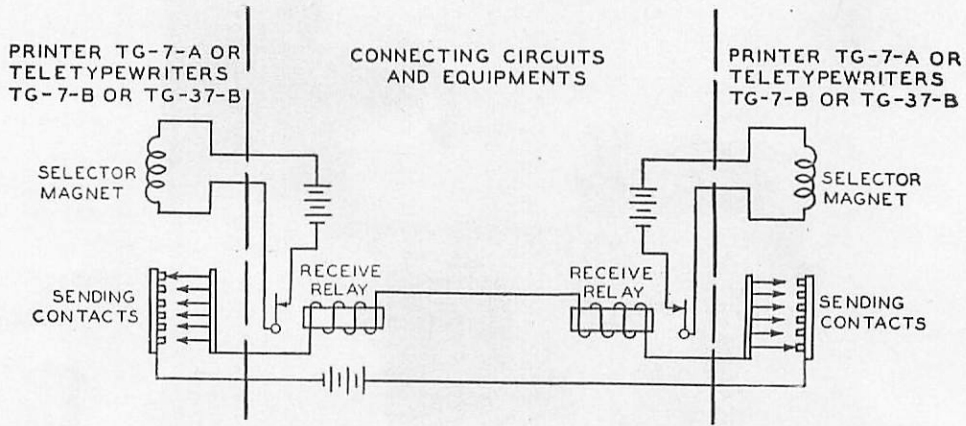 PRINTER TG-7-A OR
TELETYPEWRITERS
TG-7-B OR TG-37-B
CONNECTING CIRCUITS
AND EQUIPMENTS
PRINTER TG-7-A OR
TELETYPEWRITERS
TG-7-B OR TG-37-B
SELECTOR
MAGNET
SELECTOR
MAGNET
SENDING
CONTACTS
RECEIVE
RELAY
RECEIVE
RELAY
SENDING
CONTACTS